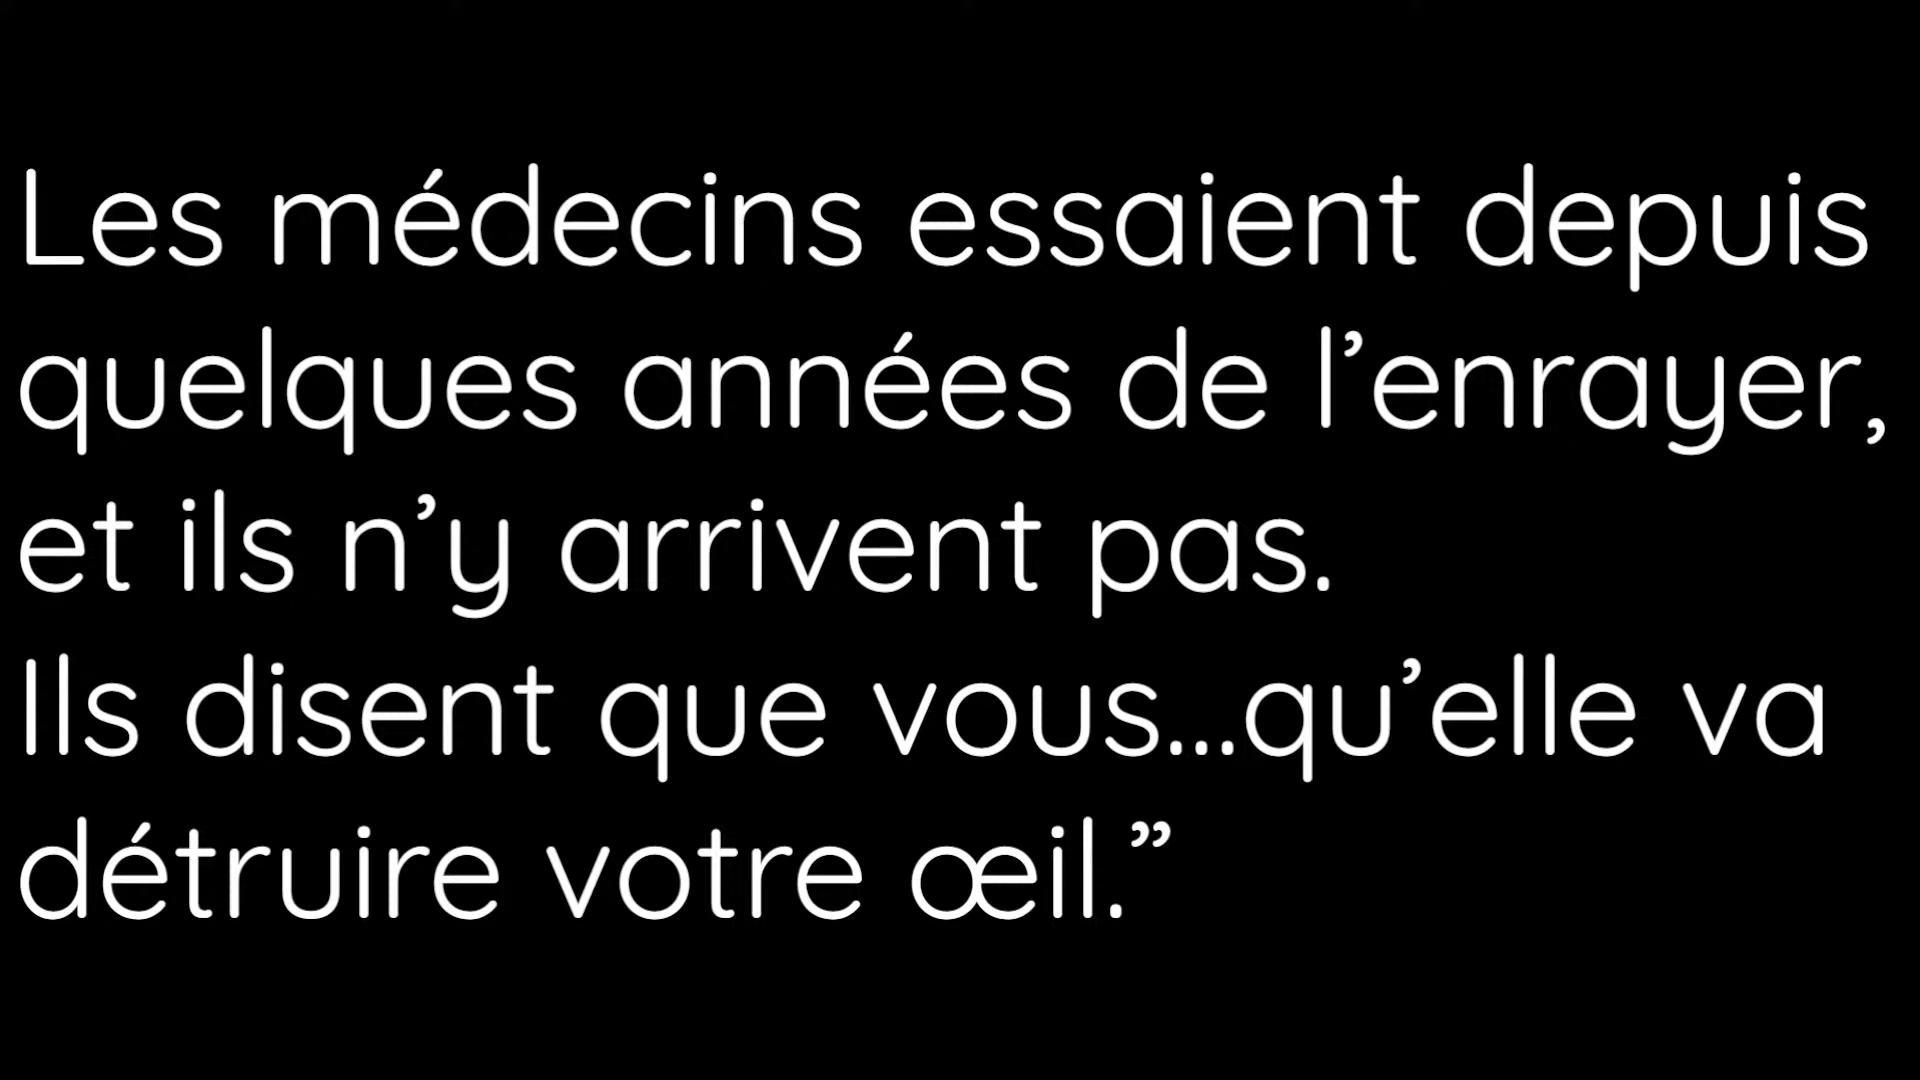 Les médecins essaient depuis
quelques années de l’enrayer,
et ils n’y arrivent pas.
Ils disent que vous...qu’elle va
détruire votre œil.”